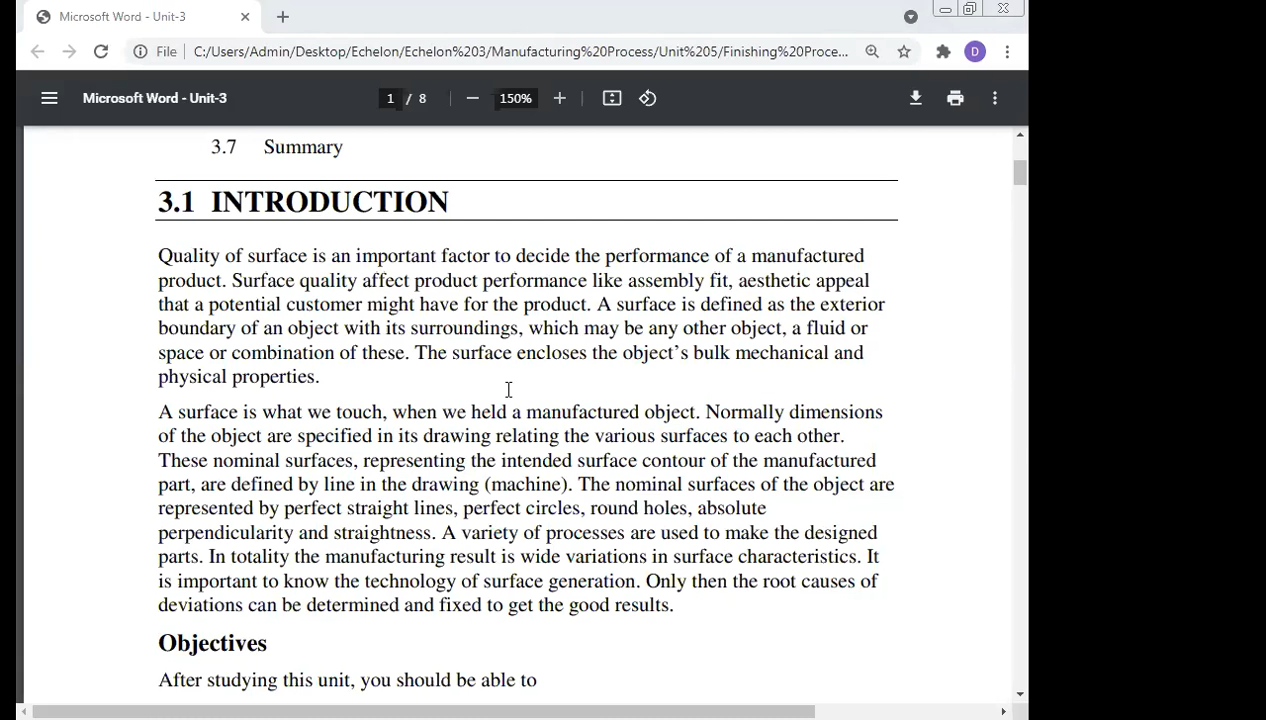 Microsoft Word - Unit-3
File C:/Users/Admin/Desktop/Echelon/Echelon%203/Manufacturing%20Process/Unit%205/Finishing%20Proce...
D
Microsoft Word - Unit-3 1 / 8 150%
3.7 Summary
3.1 INTRODUCTION
Quality of surface is an important factor to decide the performance of a manufactured
product. Surface quality affect product performance like assembly fit, aesthetic appeal
that a potential customer might have for the product. A surface is defined as the exterior
boundary of an object with its surroundings, which may be any other object, a fluid or
space or combination of these. The surface encloses the object's bulk mechanical and
physical properties.
A surface is what we touch, when we held a manufactured object. Normally dimensions
of the object are specified in its drawing relating the various surfaces to each other.
These nominal surfaces, representing the intended surface contour of the manufactured
part, are defined by line in the drawing (machine). The nominal surfaces of the object are
represented by perfect straight lines, perfect circles, round holes, absolute
perpendicularity and straightness. A variety of processes are used to make the designed
parts. In totality the manufacturing result is wide variations in surface characteristics. It
is important to know the technology of surface generation. Only then the root causes of
deviations can be determined and fixed to get the good results.
Objectives
After studying this unit, you should be able to